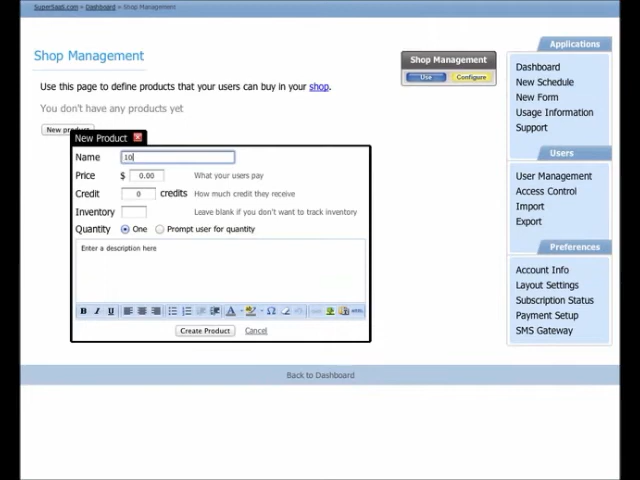 SuperSaaS.com » Dashboard » Shop Management
Shop Management
Use this page to define products that your users can buy in your shop.
You don't have any products yet
New product
New Product
Name 10
Price $ 0.00 What your users pay
Credit 0 credits How much credit they receive
Inventory Leave blank if you don't want to track inventory
Quantity One Prompt user for quantity
Enter a description here
B I U
HTML
Create Product Cancel
Shop Management
Use Configure
Applications
Dashboard
New Schedule
New Form
Usage Information
Support
Users
User Management
Access Control
Import
Export
Preferences
Account Info
Layout Settings
Subscription Status
Payment Setup
SMS Gateway
Back to Dashboard